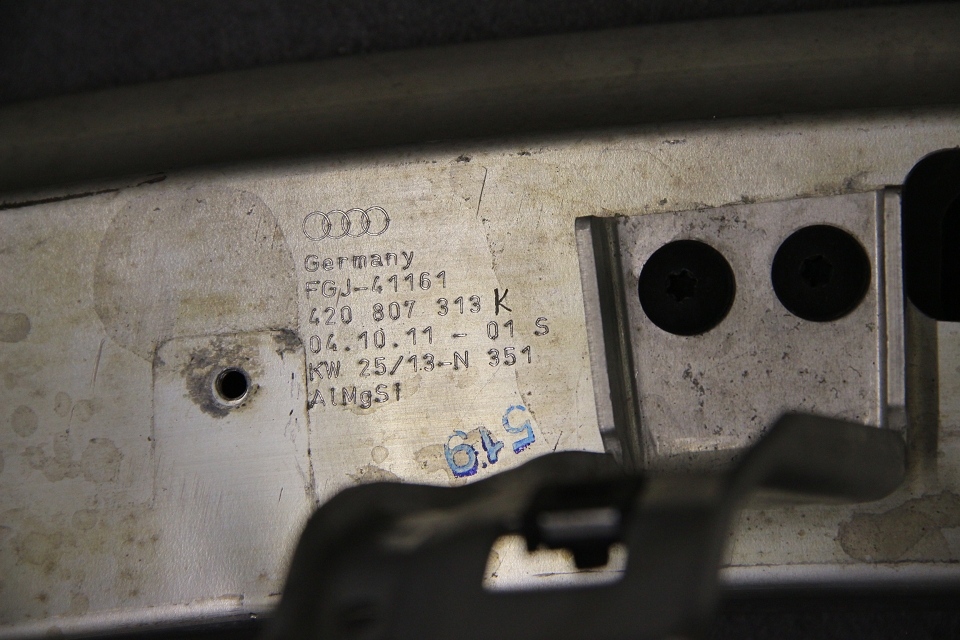 Germany
FGJ-41161
420 807 313 K
04.10.11 - 01 S
KW 25/13-N 351
AlMgSi
519